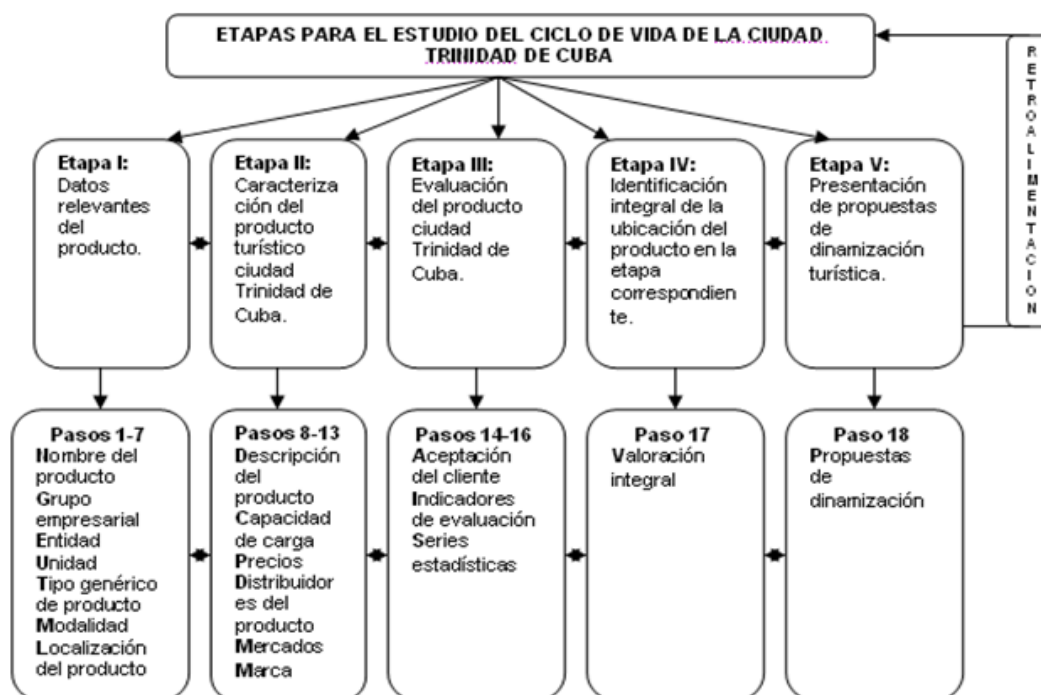 ETAPAS PARA EL ESTUDIO DEL CICLO DE VIDA DE LA CIUDAD
TRINIDAD DE CUBA
RETROALIMENTACION
Etapa I:
Datos
relevantes
del
producto.
Etapa II:
Caracteriza
ción del
producto
turístico
ciudad
Trinidad de
Cuba.
Etapa III:
Evaluación
del producto
ciudad
Trinidad de
Cuba.
Etapa IV:
Identificación
integral de la
ubicación del
producto en la
etapa
correspondien
te.
Etapa V:
Presentación
de propuestas
de
dinamización
turística.
Pasos 1-7
Nombre del
producto
Grupo
empresarial
Entidad
Unidad
Tipo genérico
de producto
Modalidad
Localización
del producto
Pasos 8-13
Descripción
del
producto
Capacidad
de carga
Precios
Distribuidor
es del
producto
Mercados
Marca
Pasos 14-16
Aceptación
del cliente
Indicadores
de evaluación
Series
estadísticas
Paso 17
Valoración
integral
Paso 18
Propuestas
de
dinamización